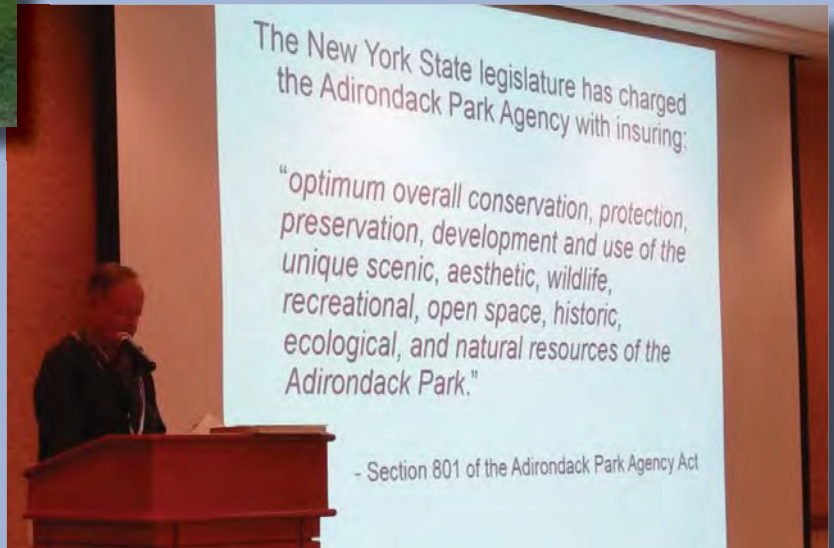 The New York State legislature has charged
the Adirondack Park Agency with insuring:
“optimum overall conservation, protection,
preservation, development and use of the
unique scenic, aesthetic, wildlife,
recreational, open space, historic,
ecological, and natural resources of the
Adirondack Park.”
- Section 801 of the Adirondack Park Agency Act